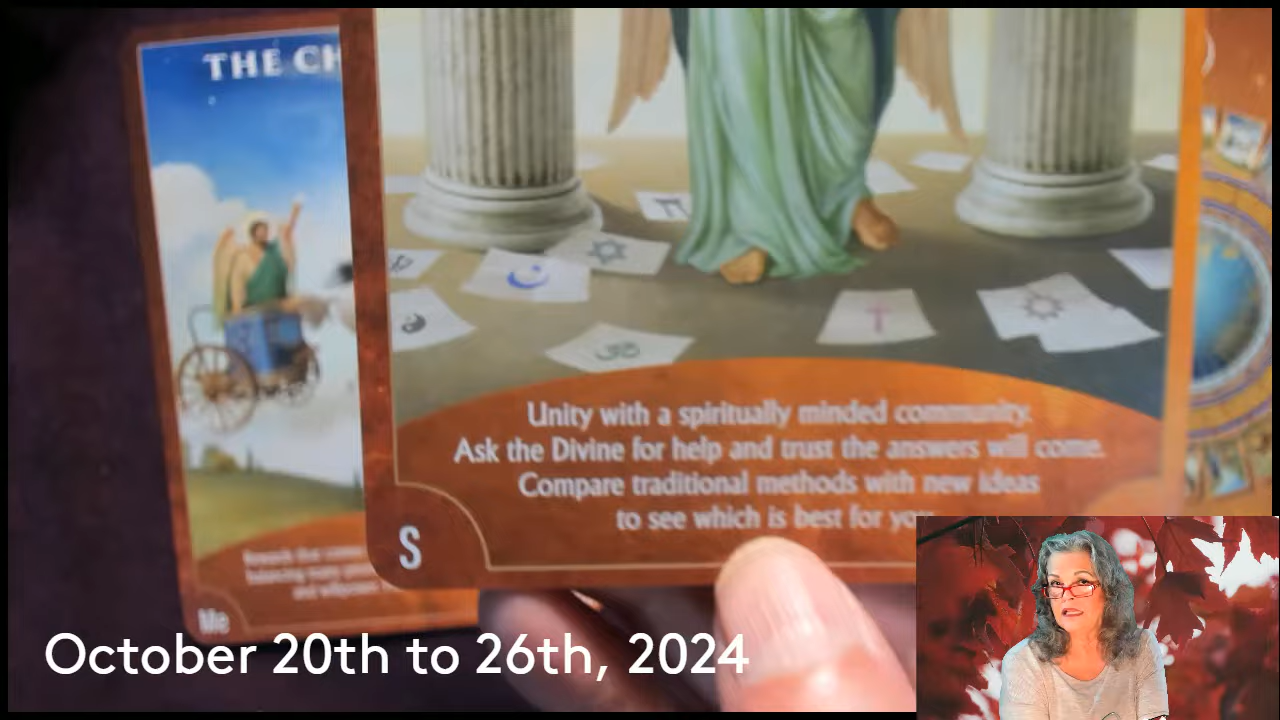 THE CH
Unity with a spiritually minded community.
Ask the Divine for help and trust the answers will come.
Compare traditional methods with new ideas
to see which is best for you
S
Me
October 20th to 26th, 2024